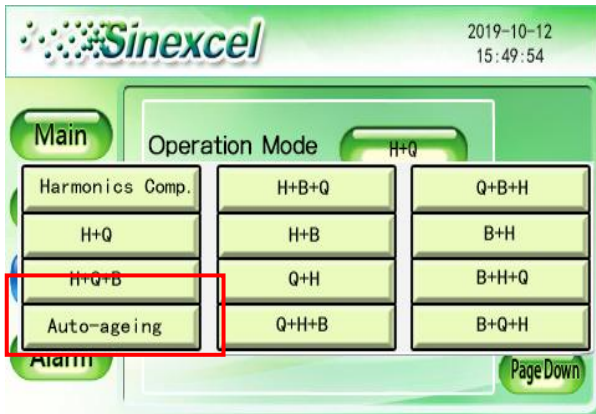 Sinexcel
2019-10-12
15:49:54
Main
Operation Mode
H+Q
Harmonics Comp.
H+B+Q
Q+B+H
H+Q
H+B
B+H
H+Q+B
Q+H
B+H+Q
Auto-ageing
Q+H+B
B+Q+H
Alarm
Page Down